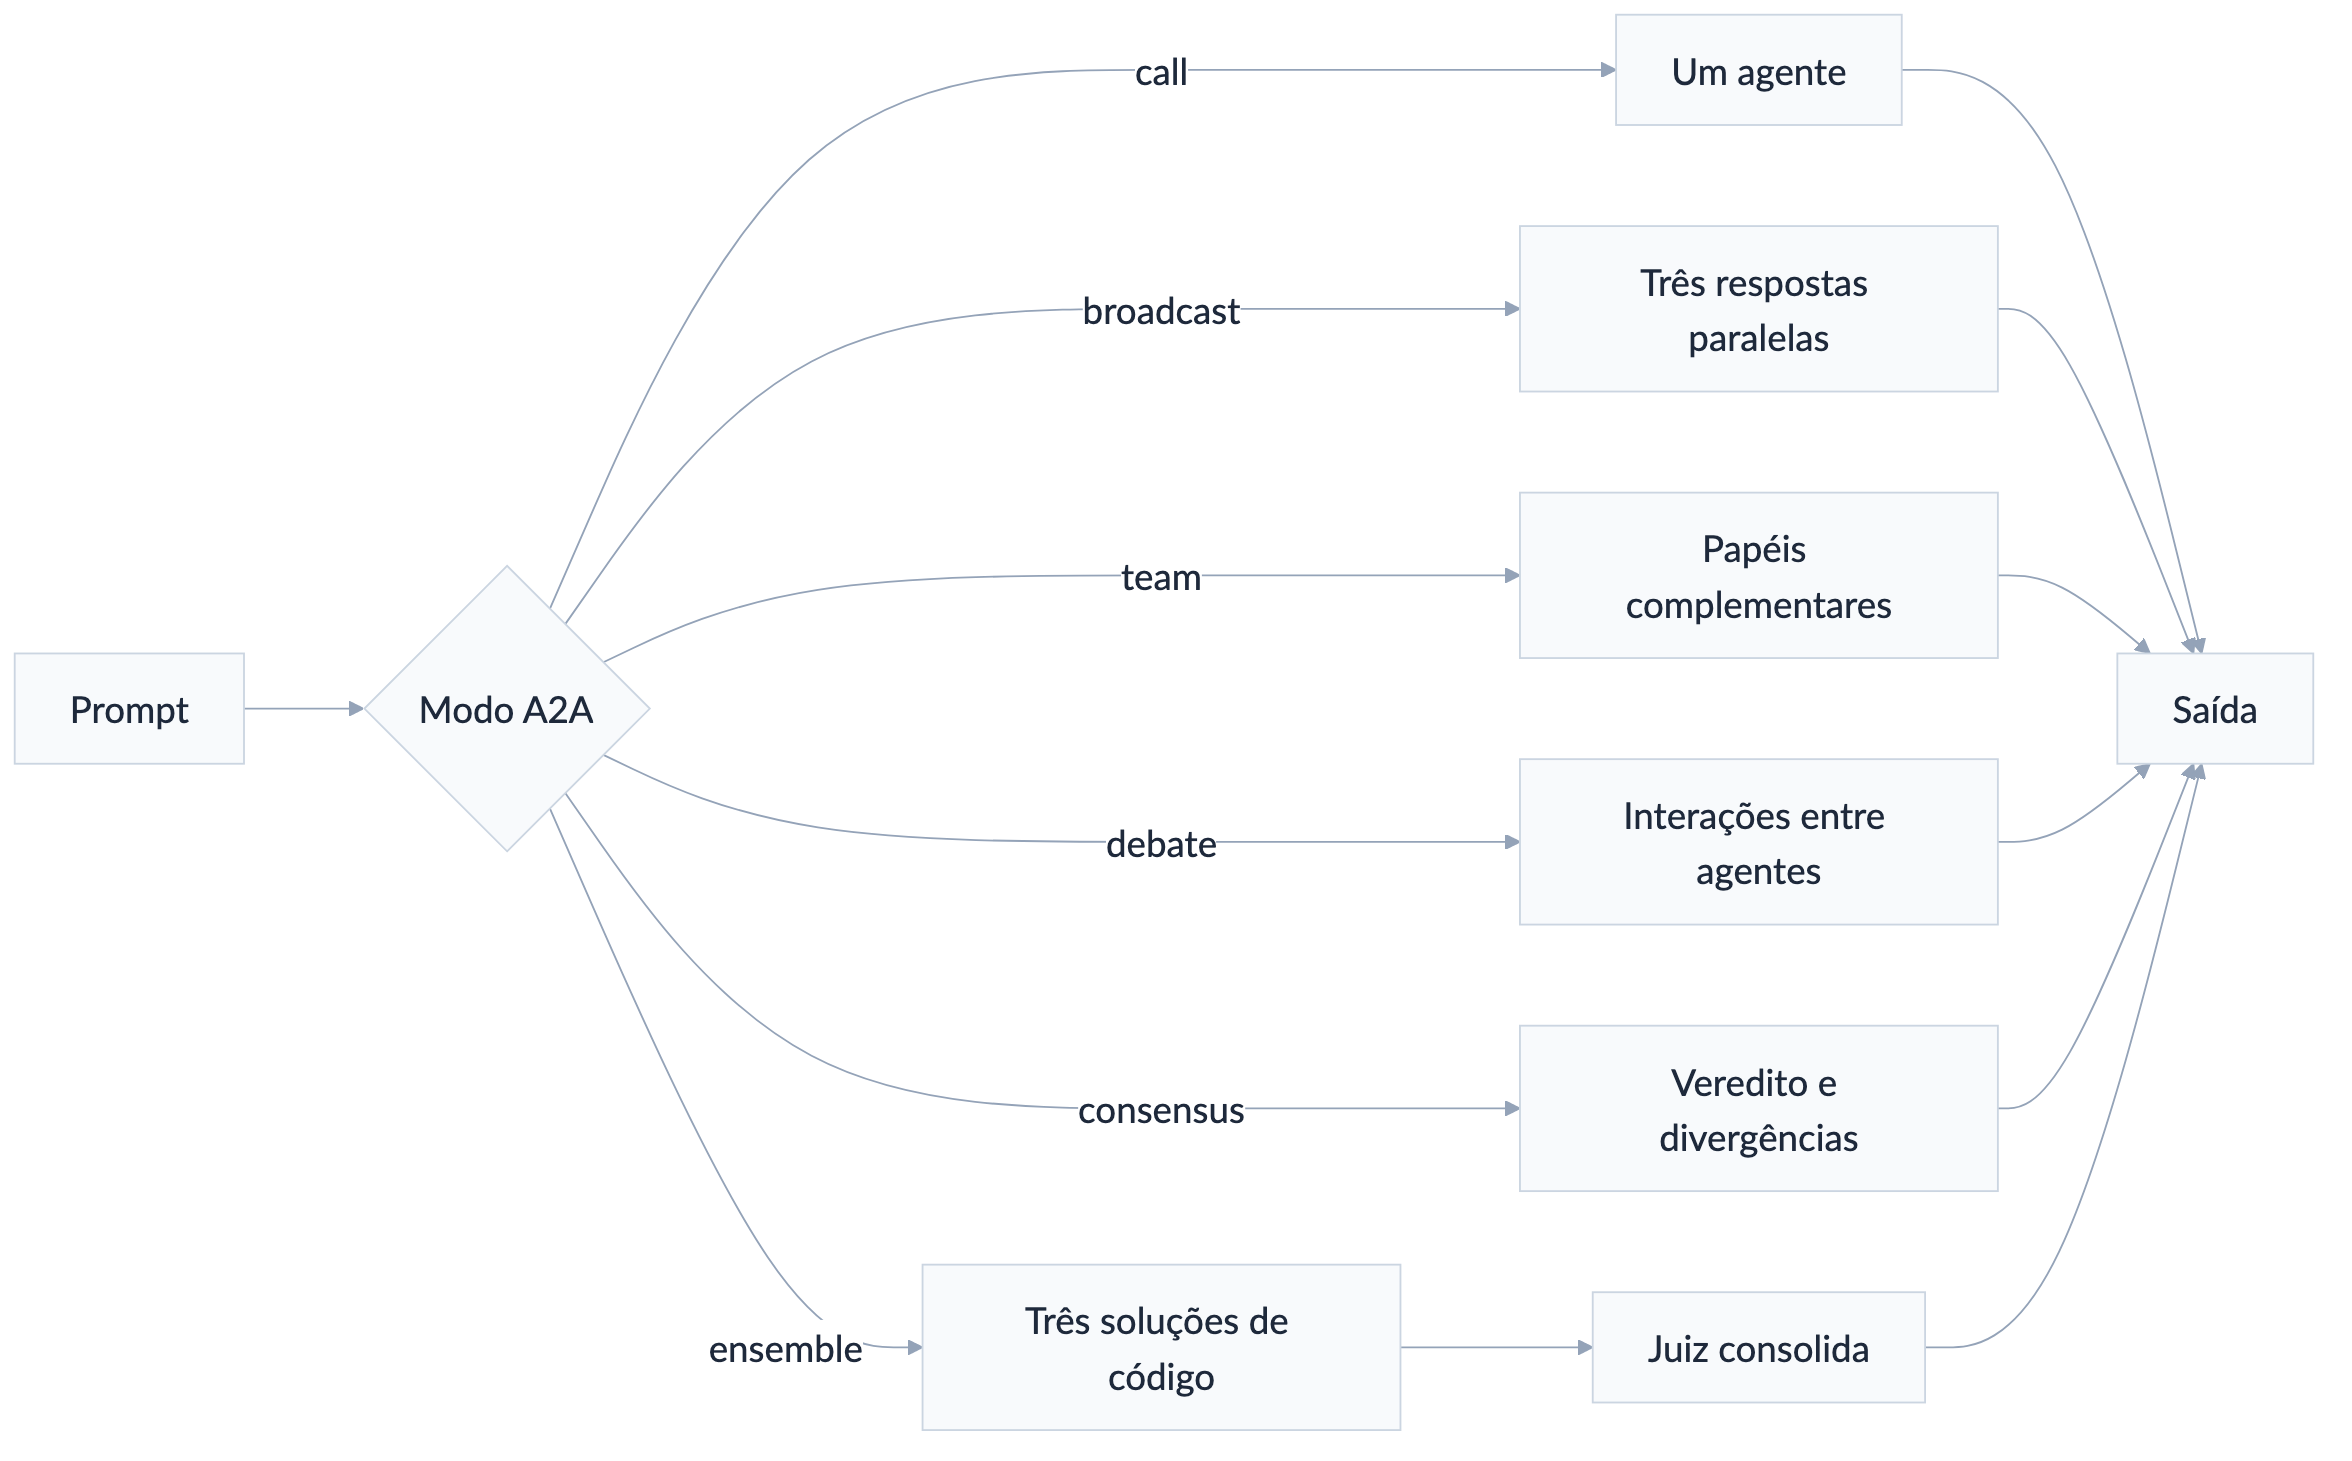 Prompt
Modo A2A
call
Um agente
broadcast
Três respostas
paralelas
team
Papéis
complementares
debate
Interações entre
agentes
consensus
Veredito e
divergências
ensemble
Três soluções de
código
Juiz consolida
Saída